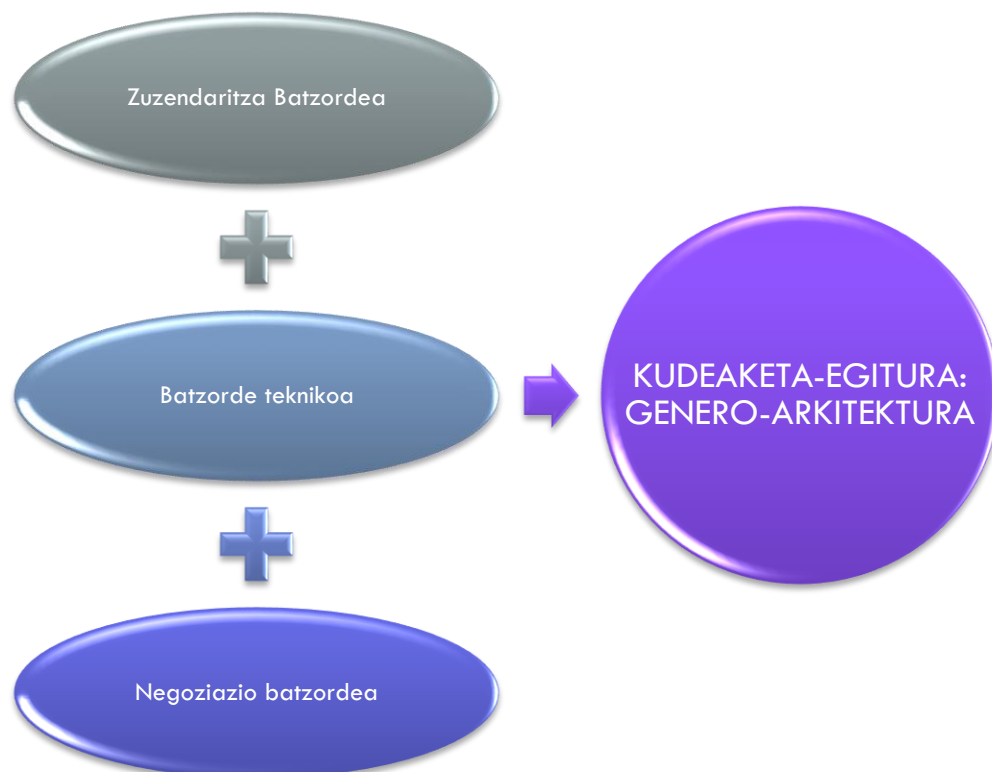 Zuzendaritza Batzordea
Batzorde teknikoa
Negoziazio batzordea
KUDEAKETA-EGITURA:
GENERO-ARKITEKTURA